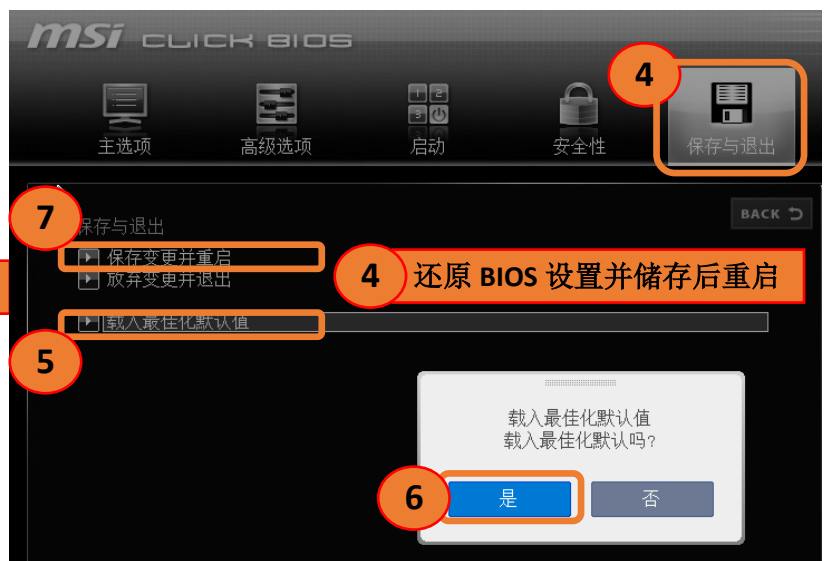 msi CLICK BIOS
4
1 2
3
主选项
高级选项
启动
安全性
保存与退出
BACK
7
保存与退出
保存变更并重启
放弃变更并退出
4 还原 BIOS 设置并储存后重启
载入最佳化默认值
5
载入最佳化默认值
载入最佳化默认吗?
6
是
否